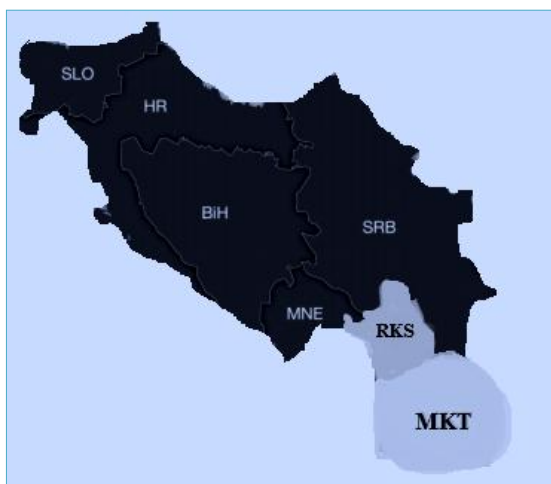 SLO
HR
BiH
SRB
MNE
RKS
MKT